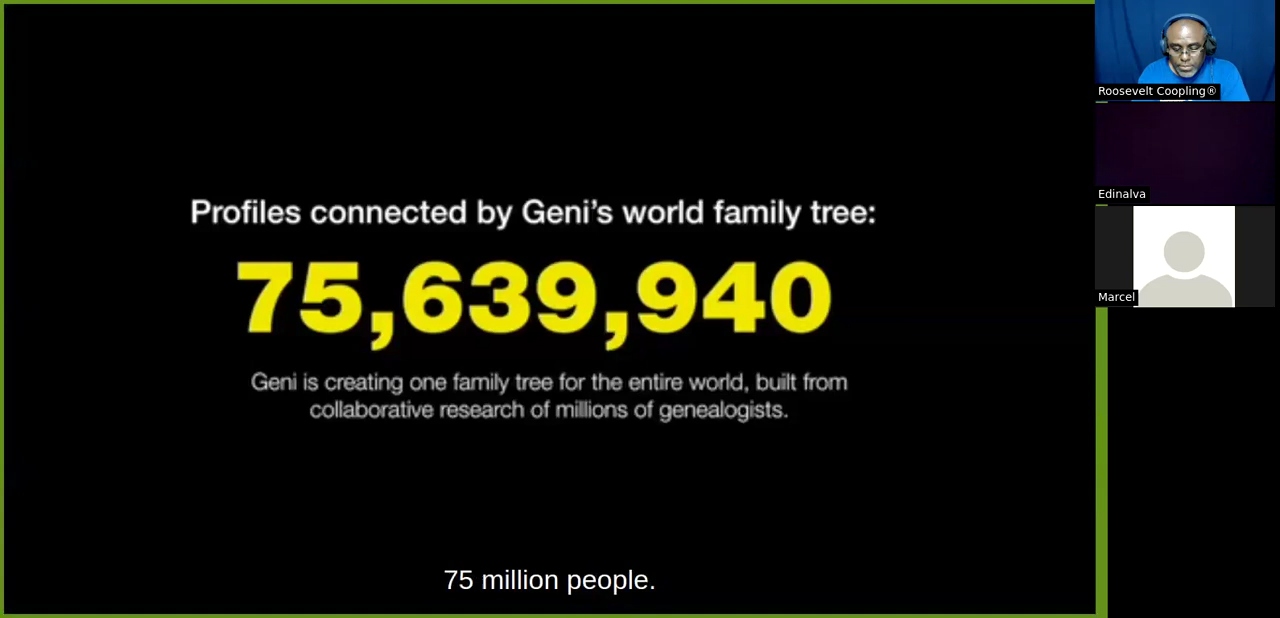 Profiles connected by Geni's world family tree:
75,639,940
Geni is creating one family tree for the entire world, built from
collaborative research of millions of genealogists.
75 million people.
Roosevelt Coopling®
Edinalva
Marcel